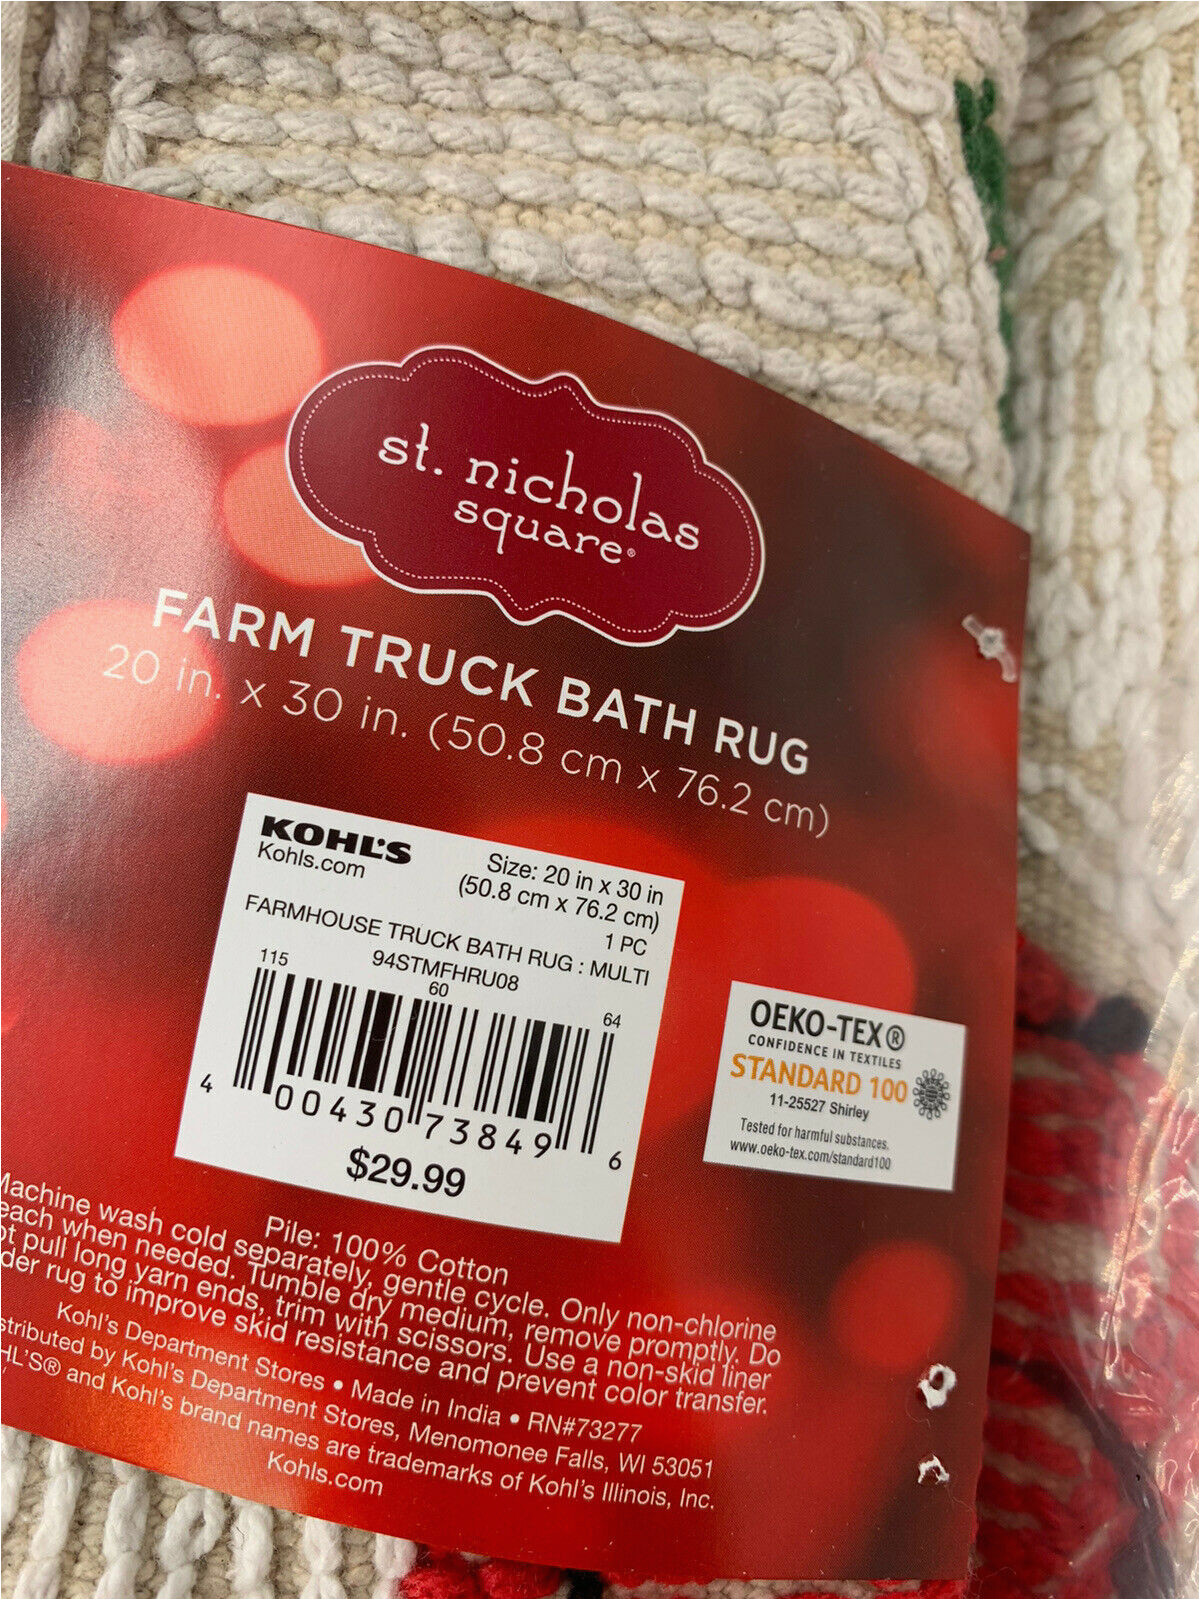 st. nicholas
square®
FARM TRUCK BATH RUG
20 in. x 30 in. (50.8 cm x 76.2 cm)
KOHL'S
Kohls.com
Size: 20 in x 30 in
(50.8 cm x 76.2 cm)
1 PC
FARMHOUSE TRUCK BATH RUG : MULTI
94STMFHRU08
115 60 64
4 00430 73849 6
$29.99
OEKO-TEX®
CONFIDENCE IN TEXTILES
STANDARD 100
11-25527 Shirley
Tested for harmful substances.
www.oeko-tex.com/standard100
Pile: 100% Cotton
Machine wash cold separately, gentle cycle. Only non-chlorine
each when needed. Tumble dry medium, remove promptly. Do
ot pull long yarn ends, trim with scissors. Use a non-skid liner
der rug to improve skid resistance and prevent color transfer.
Kohl's Department Stores • Made in India • RN#73277
stributed by Kohl's Department Stores, Menomonee Falls, WI 53051
HL'S® and Kohl's brand names are trademarks of Kohl's Illinois, Inc.
Kohls.com